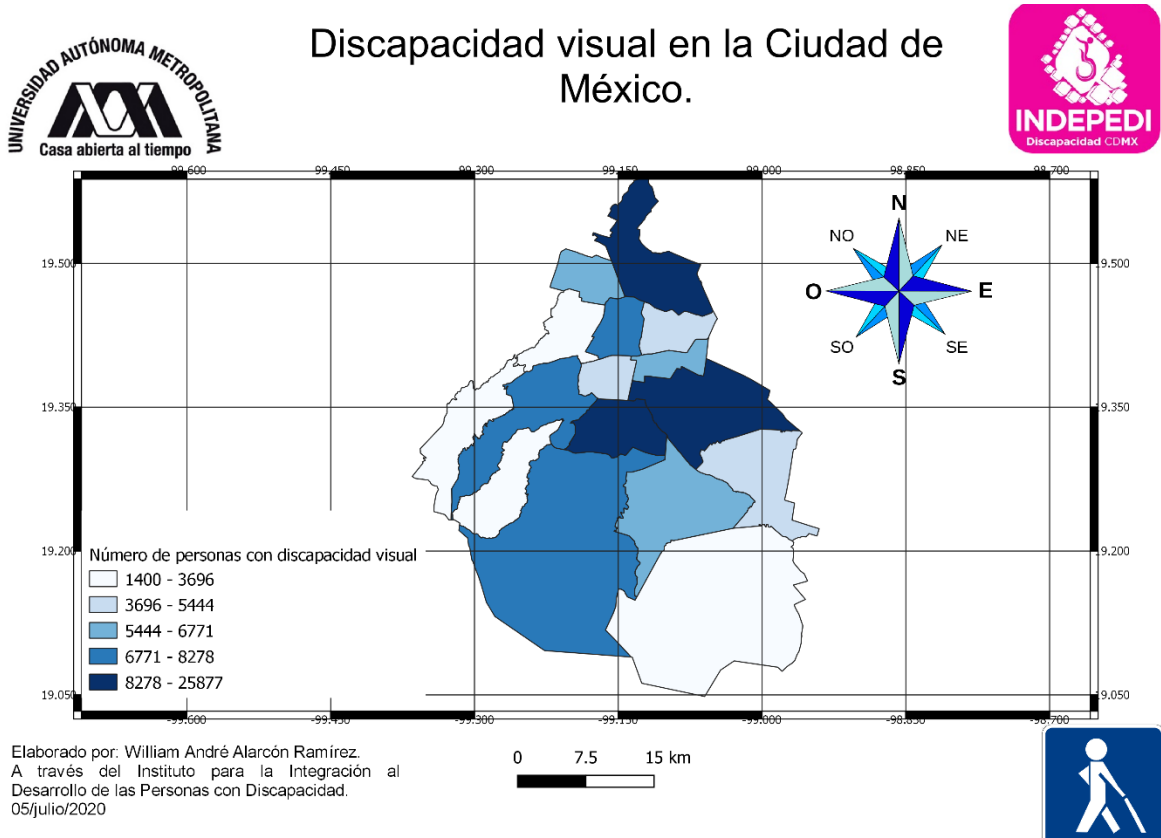 UNIVERSIDAD AUTÓNOMA METROPOLITANA
Casa abierta al tiempo
Discapacidad visual en la Ciudad de
México.
INDEPEDI
Discapacidad CDMX
-99.600 -99.450 -99.300 -99.150 -99.000 -98.850 -98.700
N
NO NE
19.500 19.500
O E
SO SE
S
19.350 19.350
19.200 19.200
Número de personas con discapacidad visual
1400 - 3696
3696 - 5444
5444 - 6771
6771 - 8278
8278 - 25877
19.050 19.050
-99.600 -99.450 -99.300 -99.150 -99.000 -98.850 -98.700
Elaborado por: William André Alarcón Ramírez.
A través del Instituto para la Integración al
Desarrollo de las Personas con Discapacidad.
05/julio/2020
0 7.5 15 km